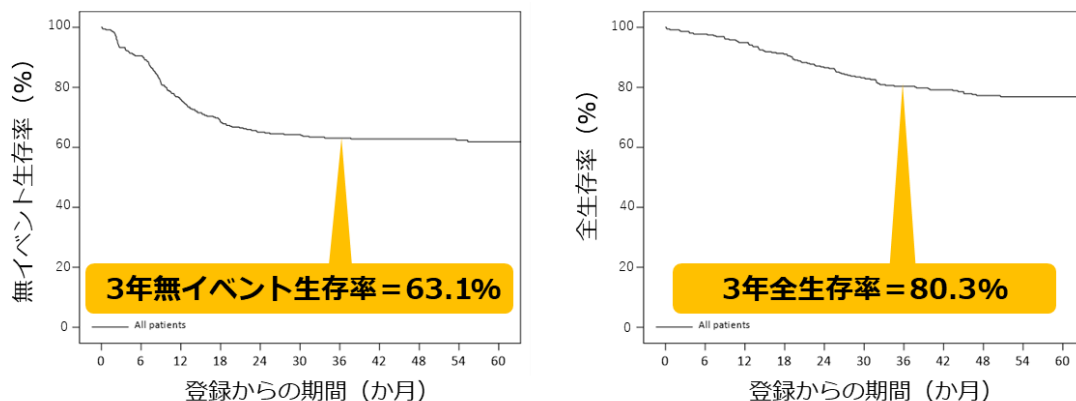 無イベント生存率（%）
100
80
60
40
20
0
3年無イベント生存率＝63.1%
All patients
0 6 12 18 24 30 36 42 48 54 60
登録からの期間（か月）
全生存率（%）
100
80
60
40
20
0
3年全生存率＝80.3%
All patients
0 6 12 18 24 30 36 42 48 54 60
登録からの期間（か月）